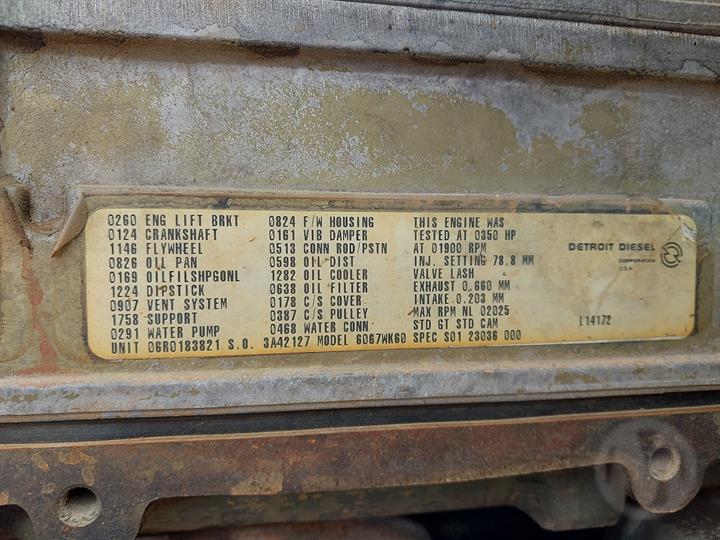 0260 ENG LIFT BRKT 0824 F/W HOUSING THIS ENGINE WAS
0124 CRANKSHAFT 0161 VIB DAMPER TESTED AT 0350 HP
1146 FLYWHEEL 0513 CONN ROD/PSTN AT 01900 RPM
0826 OIL PAN 0598 OIL DIST INJ. SETTING 78.8 MM
0169 OILFILSHPGONL 1282 OIL COOLER VALVE LASH
1224 DIPSTICK 0638 OIL FILTER EXHAUST 0.660 MM
0907 VENT SYSTEM 0178 C/S COVER INTAKE 0.203 MM
1758 SUPPORT 0387 C/S PULLEY MAX RPM NL 02025
0291 WATER PUMP 0468 WATER CONN STD GT STD CAM
UNIT 06R0183821 S.O. 3A42127 MODEL 6067WK60 SPEC S01 23036 000
DETROIT DIESEL
CORPORATION
U.S.A.
L14172